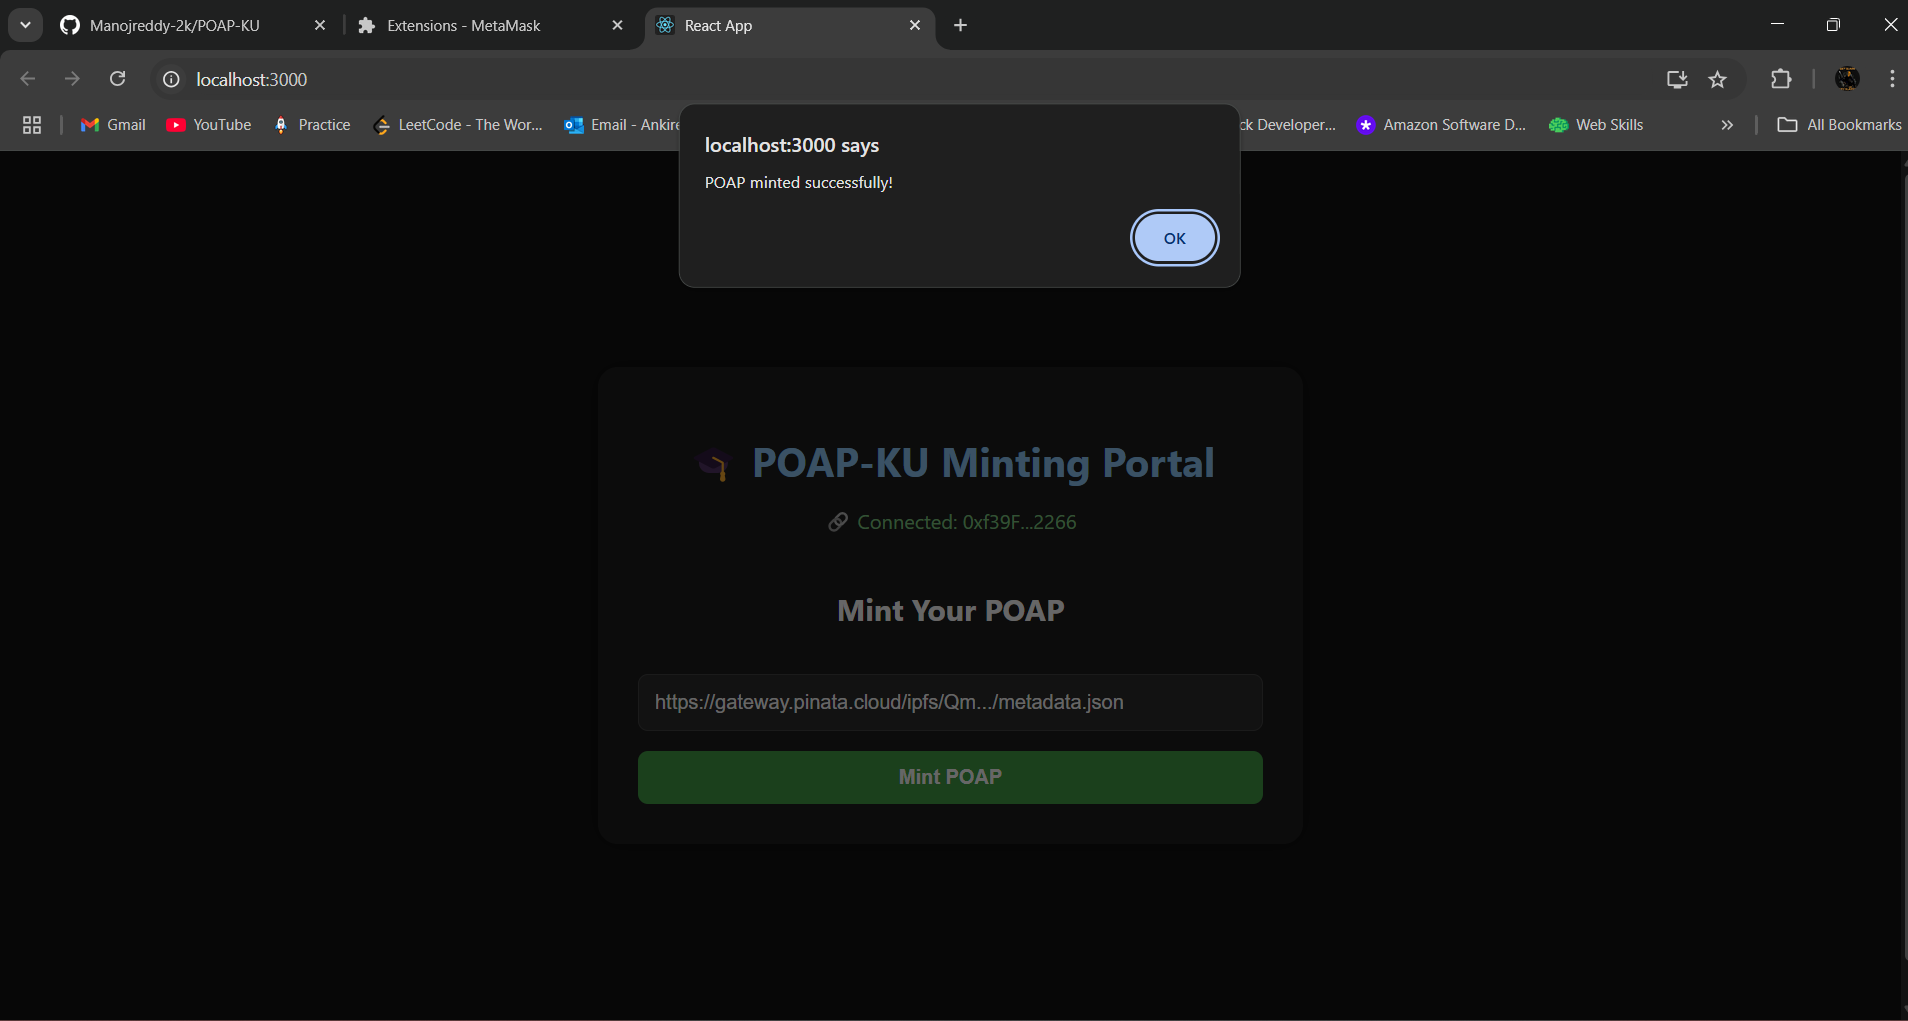 Manojreddy-2k/POAP-KU
Extensions - MetaMask
React App
localhost:3000
Gmail
YouTube
Practice
LeetCode - The Wor...
Email - Ankire
ck Developer...
Amazon Software D...
Web Skills
All Bookmarks
localhost:3000 says
POAP minted successfully!
OK
POAP-KU Minting Portal
Connected: 0xf39F...2266
Mint Your POAP
https://gateway.pinata.cloud/ipfs/Qm.../metadata.json
Mint POAP